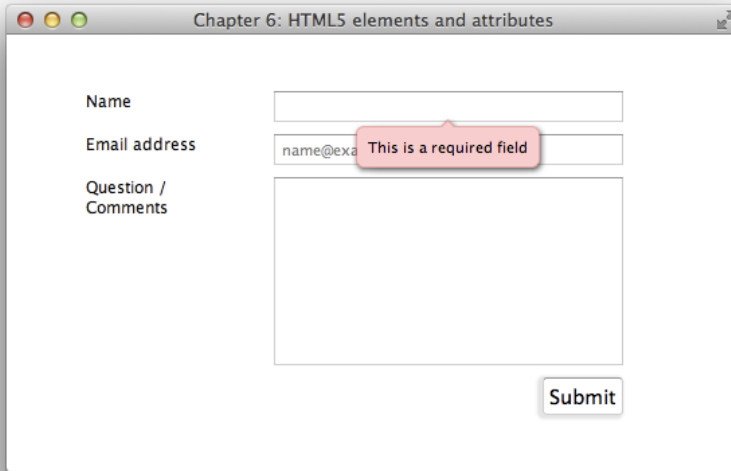 Chapter 6: HTML5 elements and attributes
Name
Email address
name@exa
This is a required field
Question /
Comments
Submit